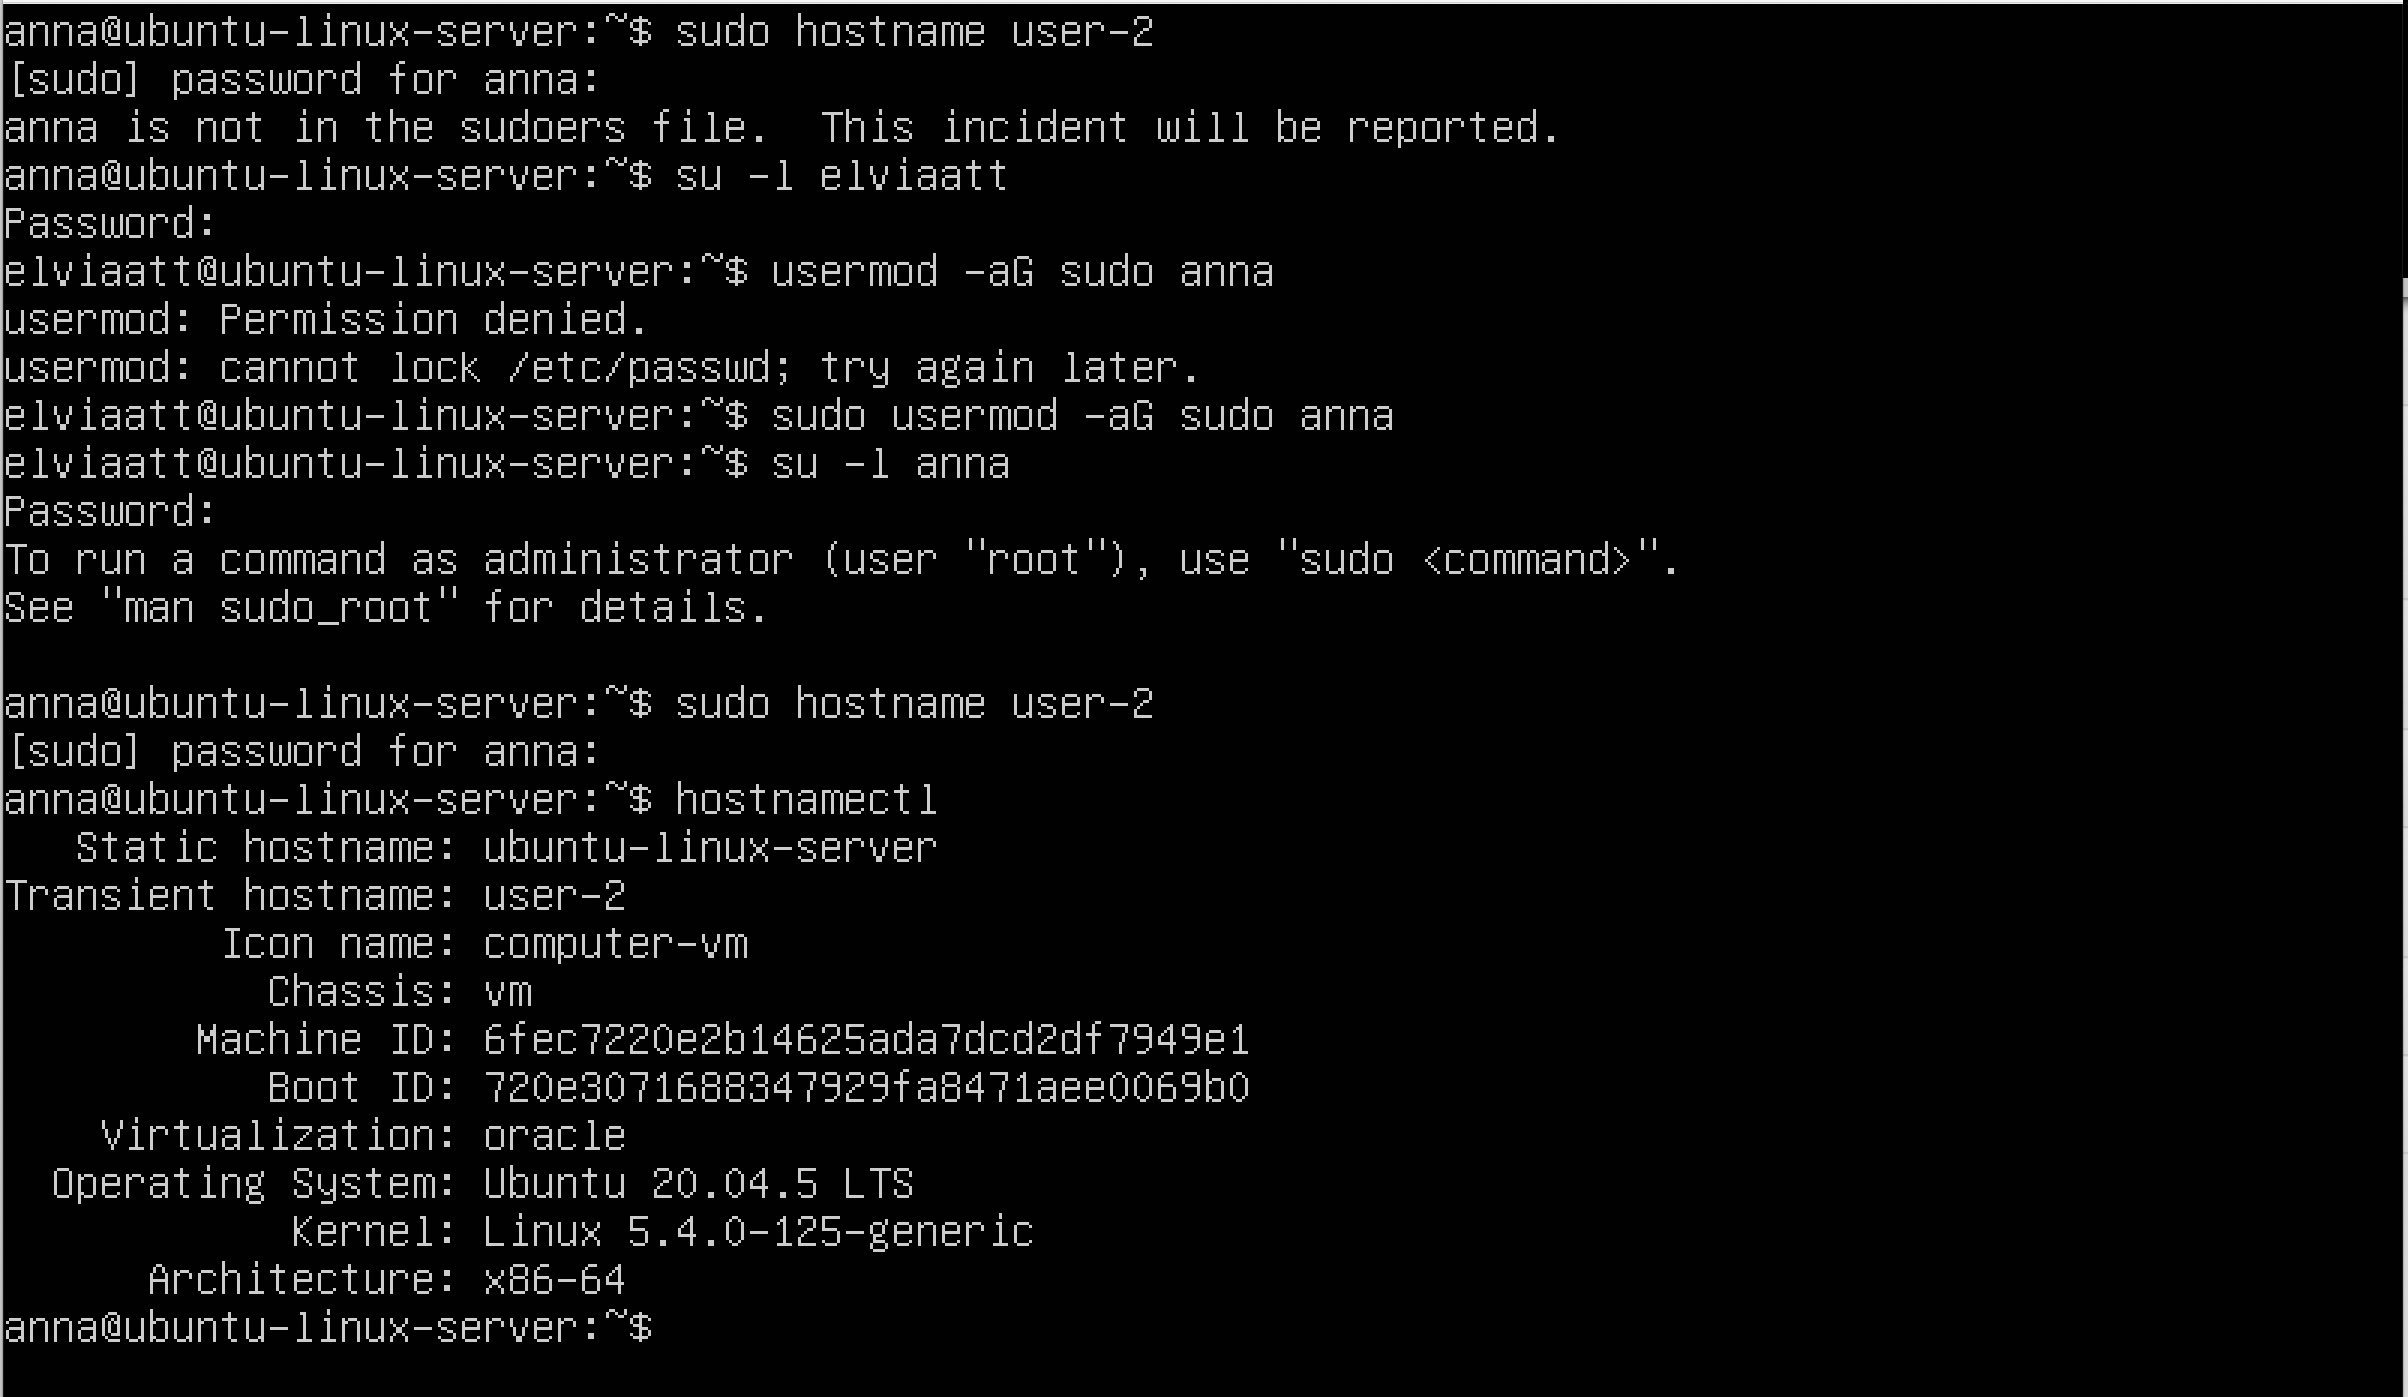 anna@ubuntu-linux-server:~$ sudo hostname user-2
[sudo] password for anna:
anna is not in the sudoers file.  This incident will be reported.
anna@ubuntu-linux-server:~$ su -l elviaatt
Password:
elviaatt@ubuntu-linux-server:~$ usermod -aG sudo anna
usermod: Permission denied.
usermod: cannot lock /etc/passwd; try again later.
elviaatt@ubuntu-linux-server:~$ sudo usermod -aG sudo anna
elviaatt@ubuntu-linux-server:~$ su -l anna
Password:
To run a command as administrator (user "root"), use "sudo <command>".
See "man sudo_root" for details.

anna@ubuntu-linux-server:~$ sudo hostname user-2
[sudo] password for anna:
anna@ubuntu-linux-server:~$ hostnamectl
   Static hostname: ubuntu-linux-server
Transient hostname: user-2
         Icon name: computer-vm
           Chassis: vm
        Machine ID: 6fec7220e2b14625ada7dcd2df7949e1
           Boot ID: 720e3071688347929fa8471aee0069b0
    Virtualization: oracle
  Operating System: Ubuntu 20.04.5 LTS
            Kernel: Linux 5.4.0-125-generic
      Architecture: x86-64
anna@ubuntu-linux-server:~$